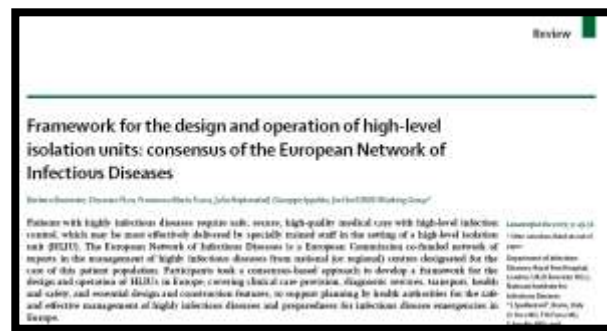 Review
Framework for the design and operation of high-level
isolation units: consensus of the European Network of
Infectious Diseases
Patients with highly infectious diseases require safe, secure, high-quality medical care with high-level infection
control, which may be most effectively delivered by specially trained staff in the setting of a high-level isolation
unit (HLIU). The European Network of Infectious Diseases is a European Commission co-funded network of
experts in the management of highly infectious diseases from national (or regional) centres designated for the
care of this patient population. Participants took a consensus-based approach to develop a framework for the
design and operation of HLIUs in Europe, covering clinical care provision, diagnostic services, transport, health
and safety, and essential design and construction features, to support planning by health authorities for the safe
and effective management of highly infectious diseases and preparedness for infectious disease emergencies in
Europe.